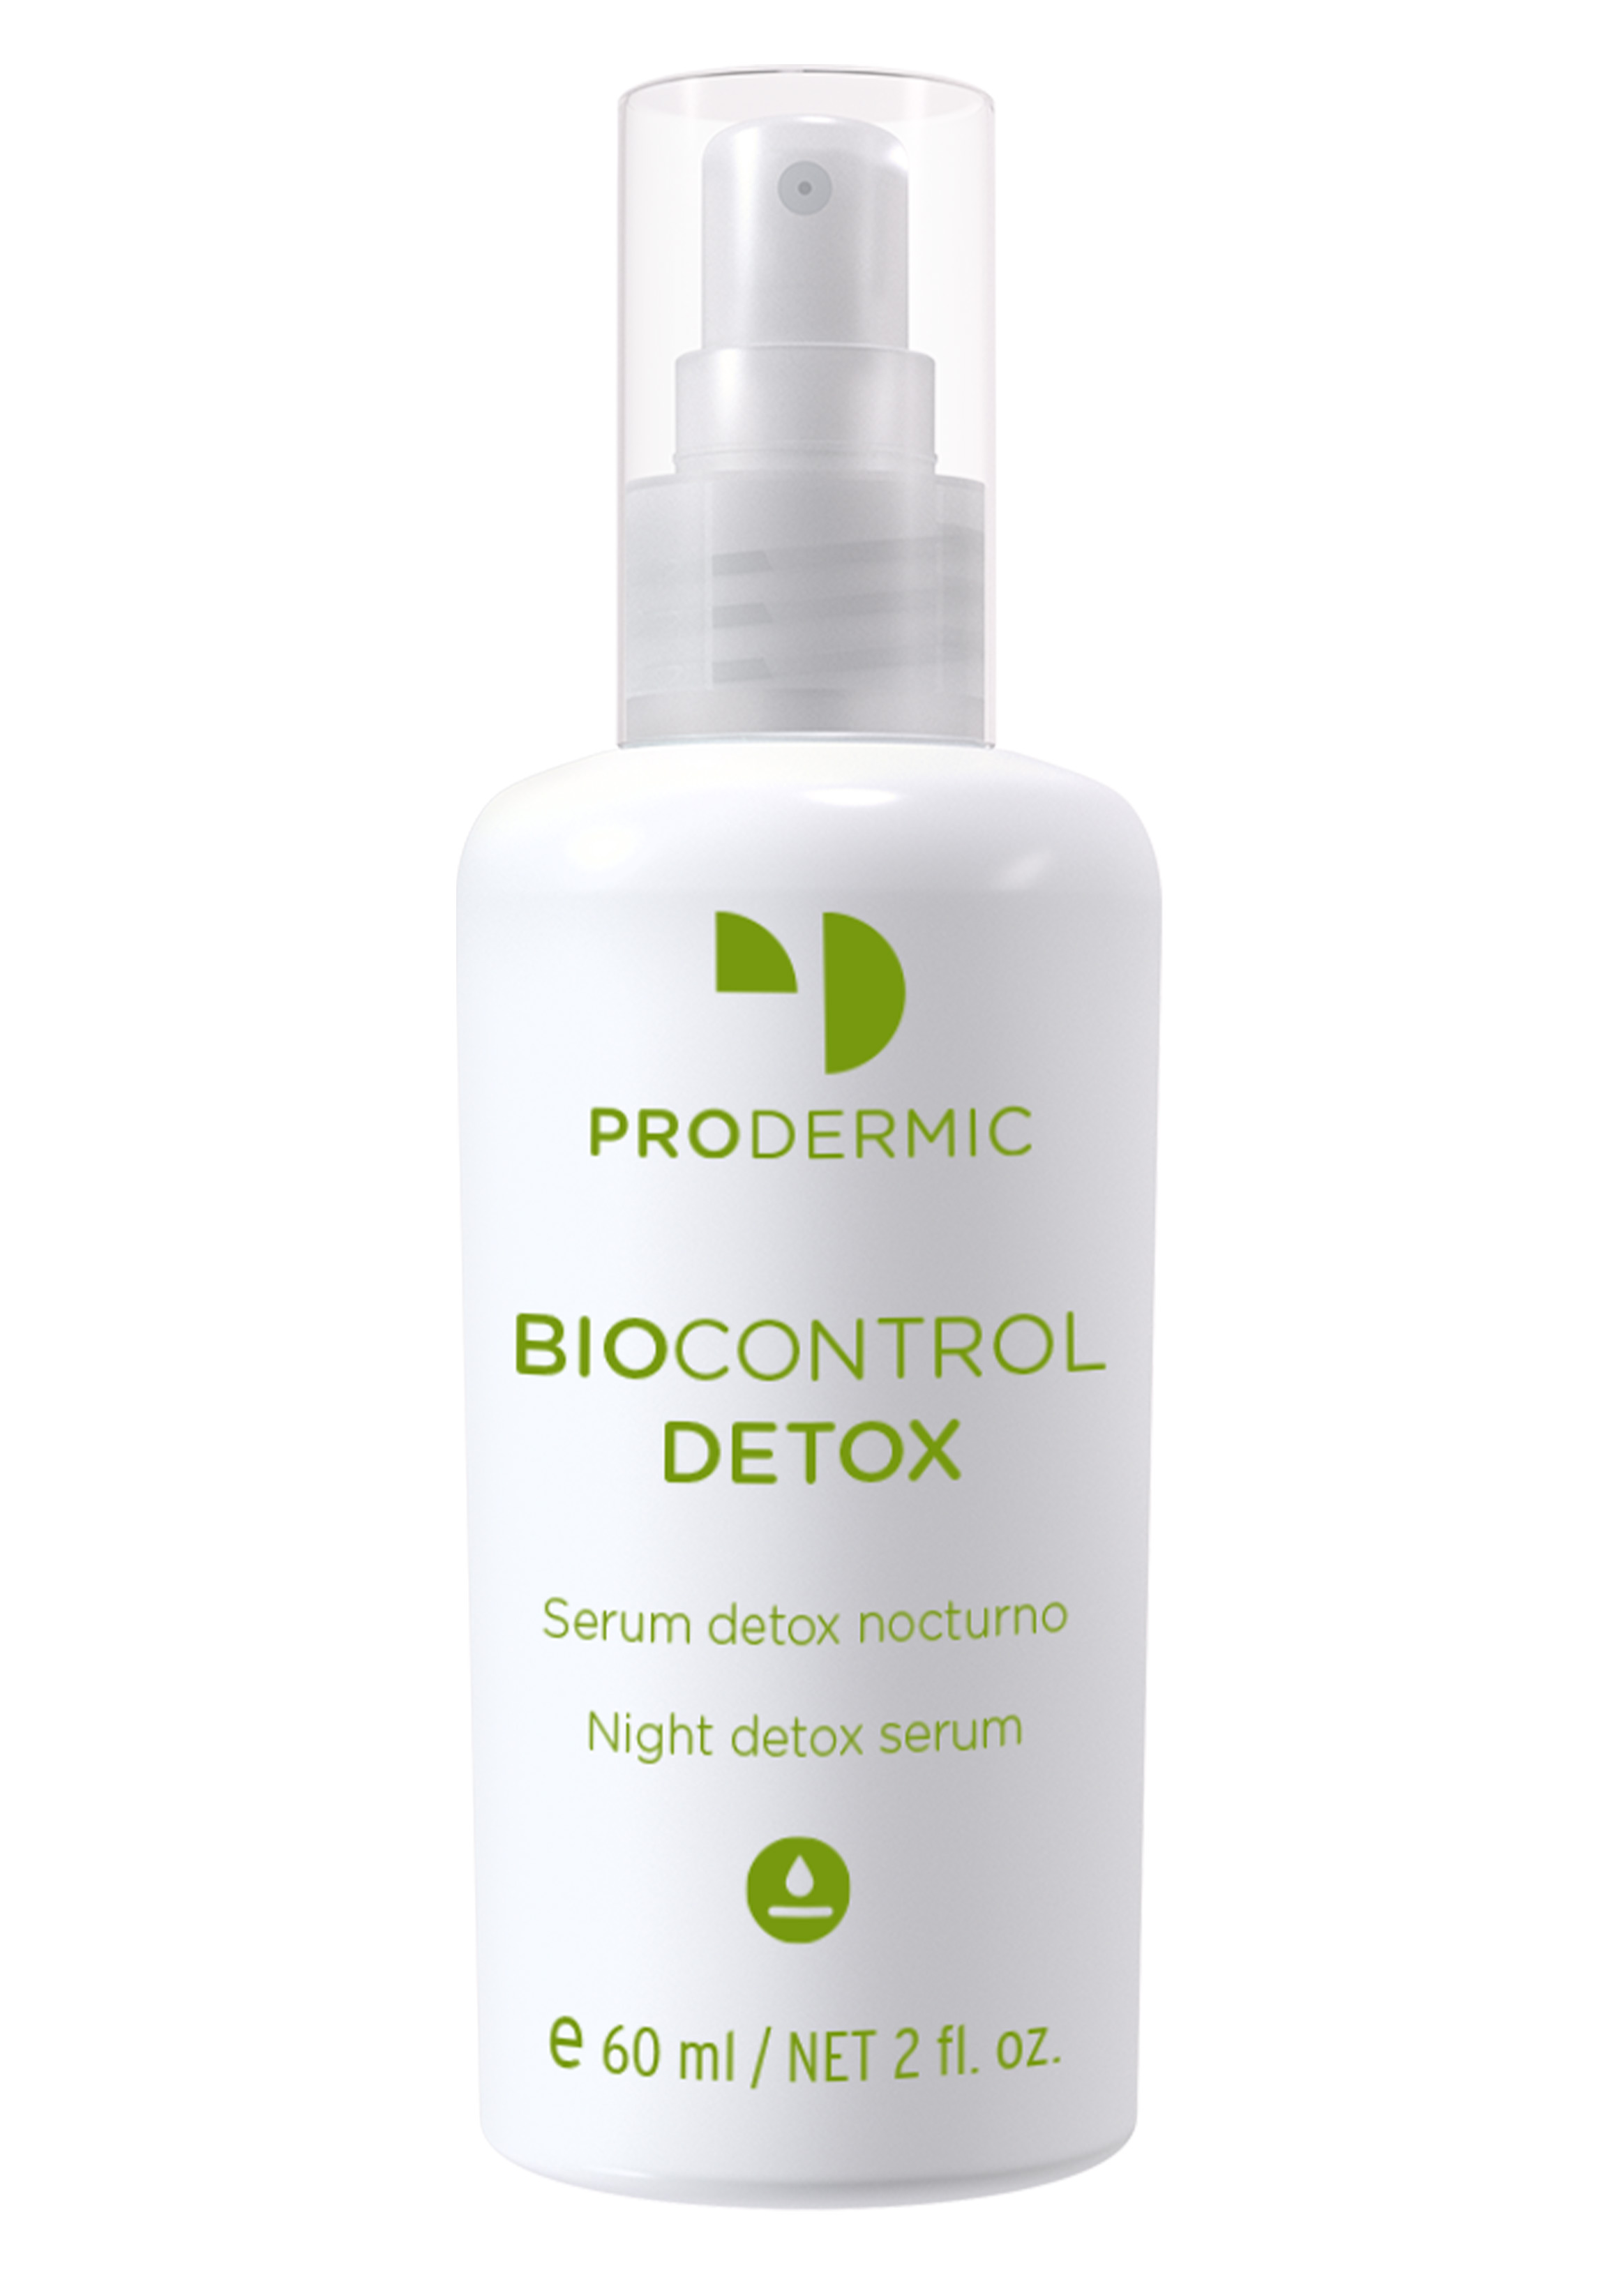 PRODERMIC
BIOCONTROL
DETOX
Serum detox nocturno
Night detox serum
e 60 ml / NET 2 fl. oz.